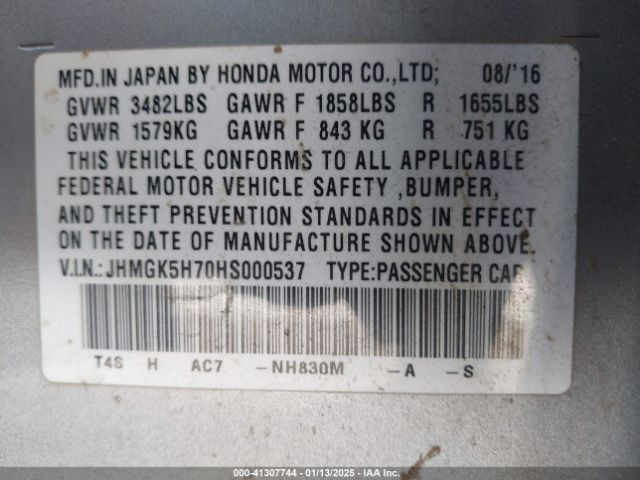 MFD.IN JAPAN BY HONDA MOTOR CO.,LTD; 08/'16
GVWR 3482LBS GAWR F 1858LBS R 1655LBS
GVWR 1579KG GAWR F 843 KG R 751 KG
THIS VEHICLE CONFORMS TO ALL APPLICABLE
FEDERAL MOTOR VEHICLE SAFETY ,BUMPER,
AND THEFT PREVENTION STANDARDS IN EFFECT
ON THE DATE OF MANUFACTURE SHOWN ABOVE.
V.I.N.: JHMGK5H70HS000537 TYPE:PASSENGER CAR
T4S H AC7 -NH830M -A -S
000-41307744 - 01/13/2025 - IAA Inc.